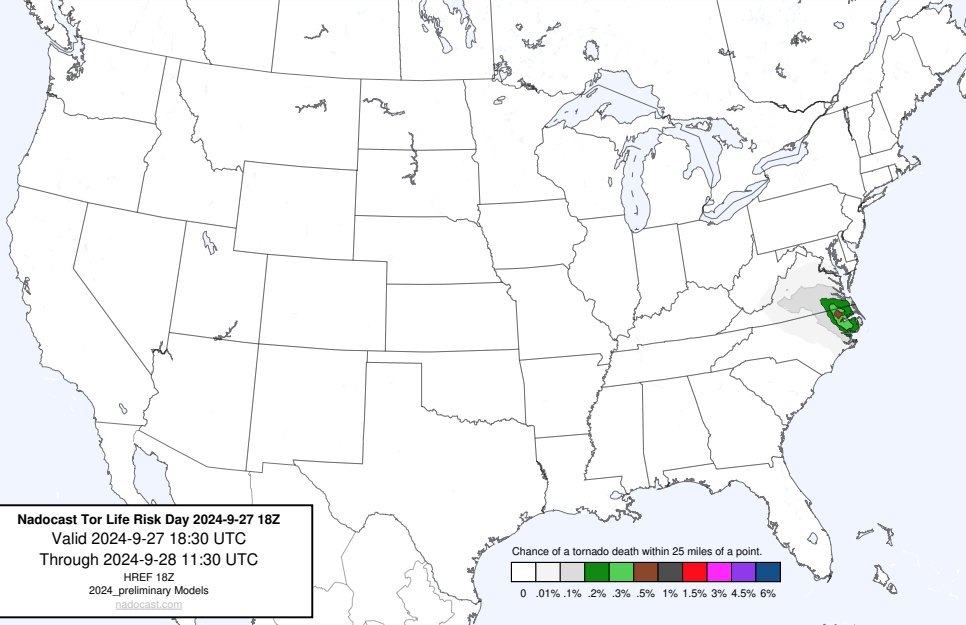 Nadocast Tor Life Risk Day 2024-9-27 18Z
Valid 2024-9-27 18:30 UTC
Through 2024-9-28 11:30 UTC
HREF 18Z
2024_preliminary Models
nadocast.com
Chance of a tornado death within 25 miles of a point.
0 .01% .1% .2% .3% .5% 1% 1.5% 3% 4.5% 6%